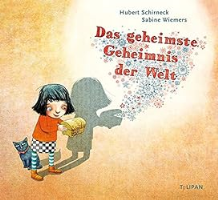 Hubert Schirneck
Sabine Wiemers
Das geheimste
Geheimnis
der Welt
TULIPAN